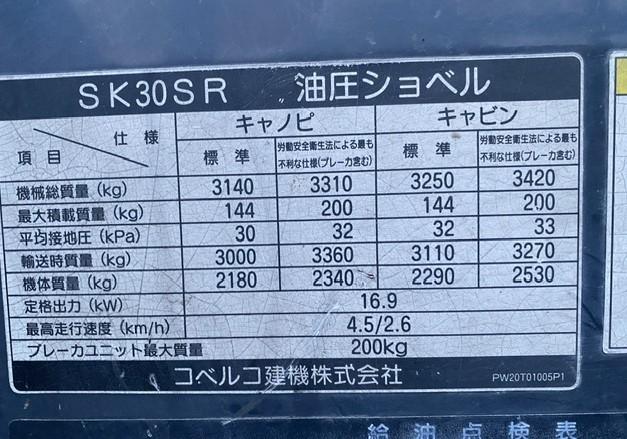 SK30SR 油圧ショベル
項目 仕様 キャノピ キャビン
標準 労働安全衛生法による最も不利な仕様(ブレーカ含む) 標準 労働安全衛生法による最も不利な仕様(ブレーカ含む)
機械総質量(kg) 3140 3310 3250 3420
最大積載質量(kg) 144 200 144 200
平均接地圧(kPa) 30 32 32 33
輸送時質量(kg) 3000 3360 3110 3270
機体質量(kg) 2180 2340 2290 2530
定格出力(kW) 16.9
最高走行速度(km/h) 4.5/2.6
ブレーカユニット最大質量 200kg
コベルコ建機株式会社 PW20T01005P1
給油点検表